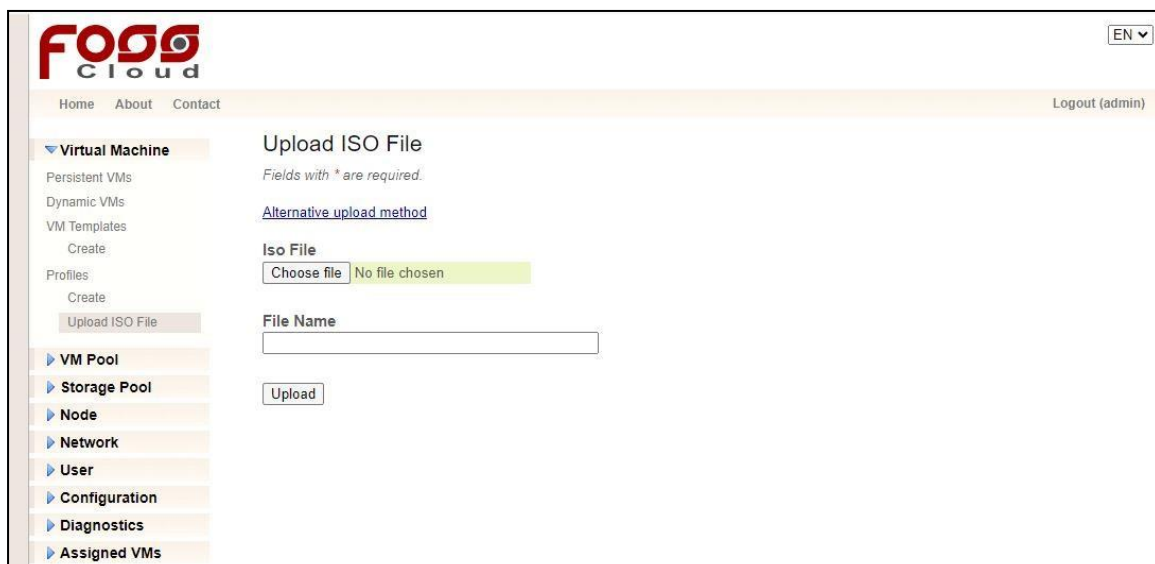 FOSS
Cloud
EN
Home About Contact
Logout (admin)
Virtual Machine
Persistent VMs
Dynamic VMs
VM Templates
Create
Profiles
Create
Upload ISO File
VM Pool
Storage Pool
Node
Network
User
Configuration
Diagnostics
Assigned VMs
Upload ISO File
Fields with * are required.
Alternative upload method
Iso File
Choose file No file chosen
File Name
Upload